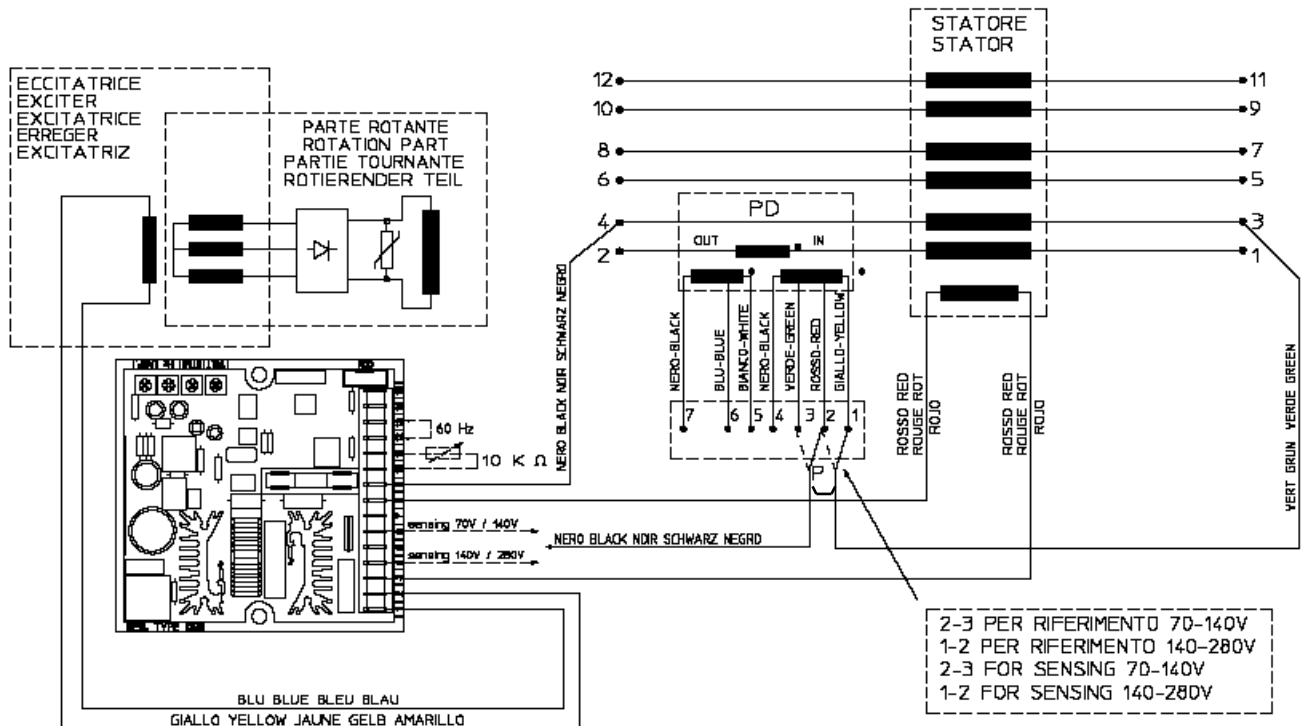 ECCITATRICE
EXCITER
EXCITATRICE
ERREGER
EXCITATRIZ
PARTE ROTANTE
ROTATION PART
PARTIE TOURNANTE
ROTIERENDER TEIL
STATORE
STATOR
12
11
10
9
8
7
6
5
4
3
2
1
PD
OUT
IN
NERO-BLACK
BLU-BLUE
BIANCO-WHITE
NERO-BLACK
VERDE-GREEN
ROSSO-RED
GIALLO-YELLOW
7
6
5
4
3
2
1
P
NERO BLACK NOIR SCHWARZ NEGRO
60 Hz
10 K Ω
sensing 70V / 140V
sensing 140V / 280V
NERO BLACK NOIR SCHWARZ NEGRO
ROSSO RED
ROUGE ROT
ROJO
ROSSO RED
ROUGE ROT
ROJO
VERT GRUN VERDE GREEN
2-3 PER RIFERIMENTO 70-140V
1-2 PER RIFERIMENTO 140-280V
2-3 FOR SENSING 70-140V
1-2 FOR SENSING 140-280V
BLU BLUE BLEU BLAU
GIALLO YELLOW JAUNE GELB AMARILLO